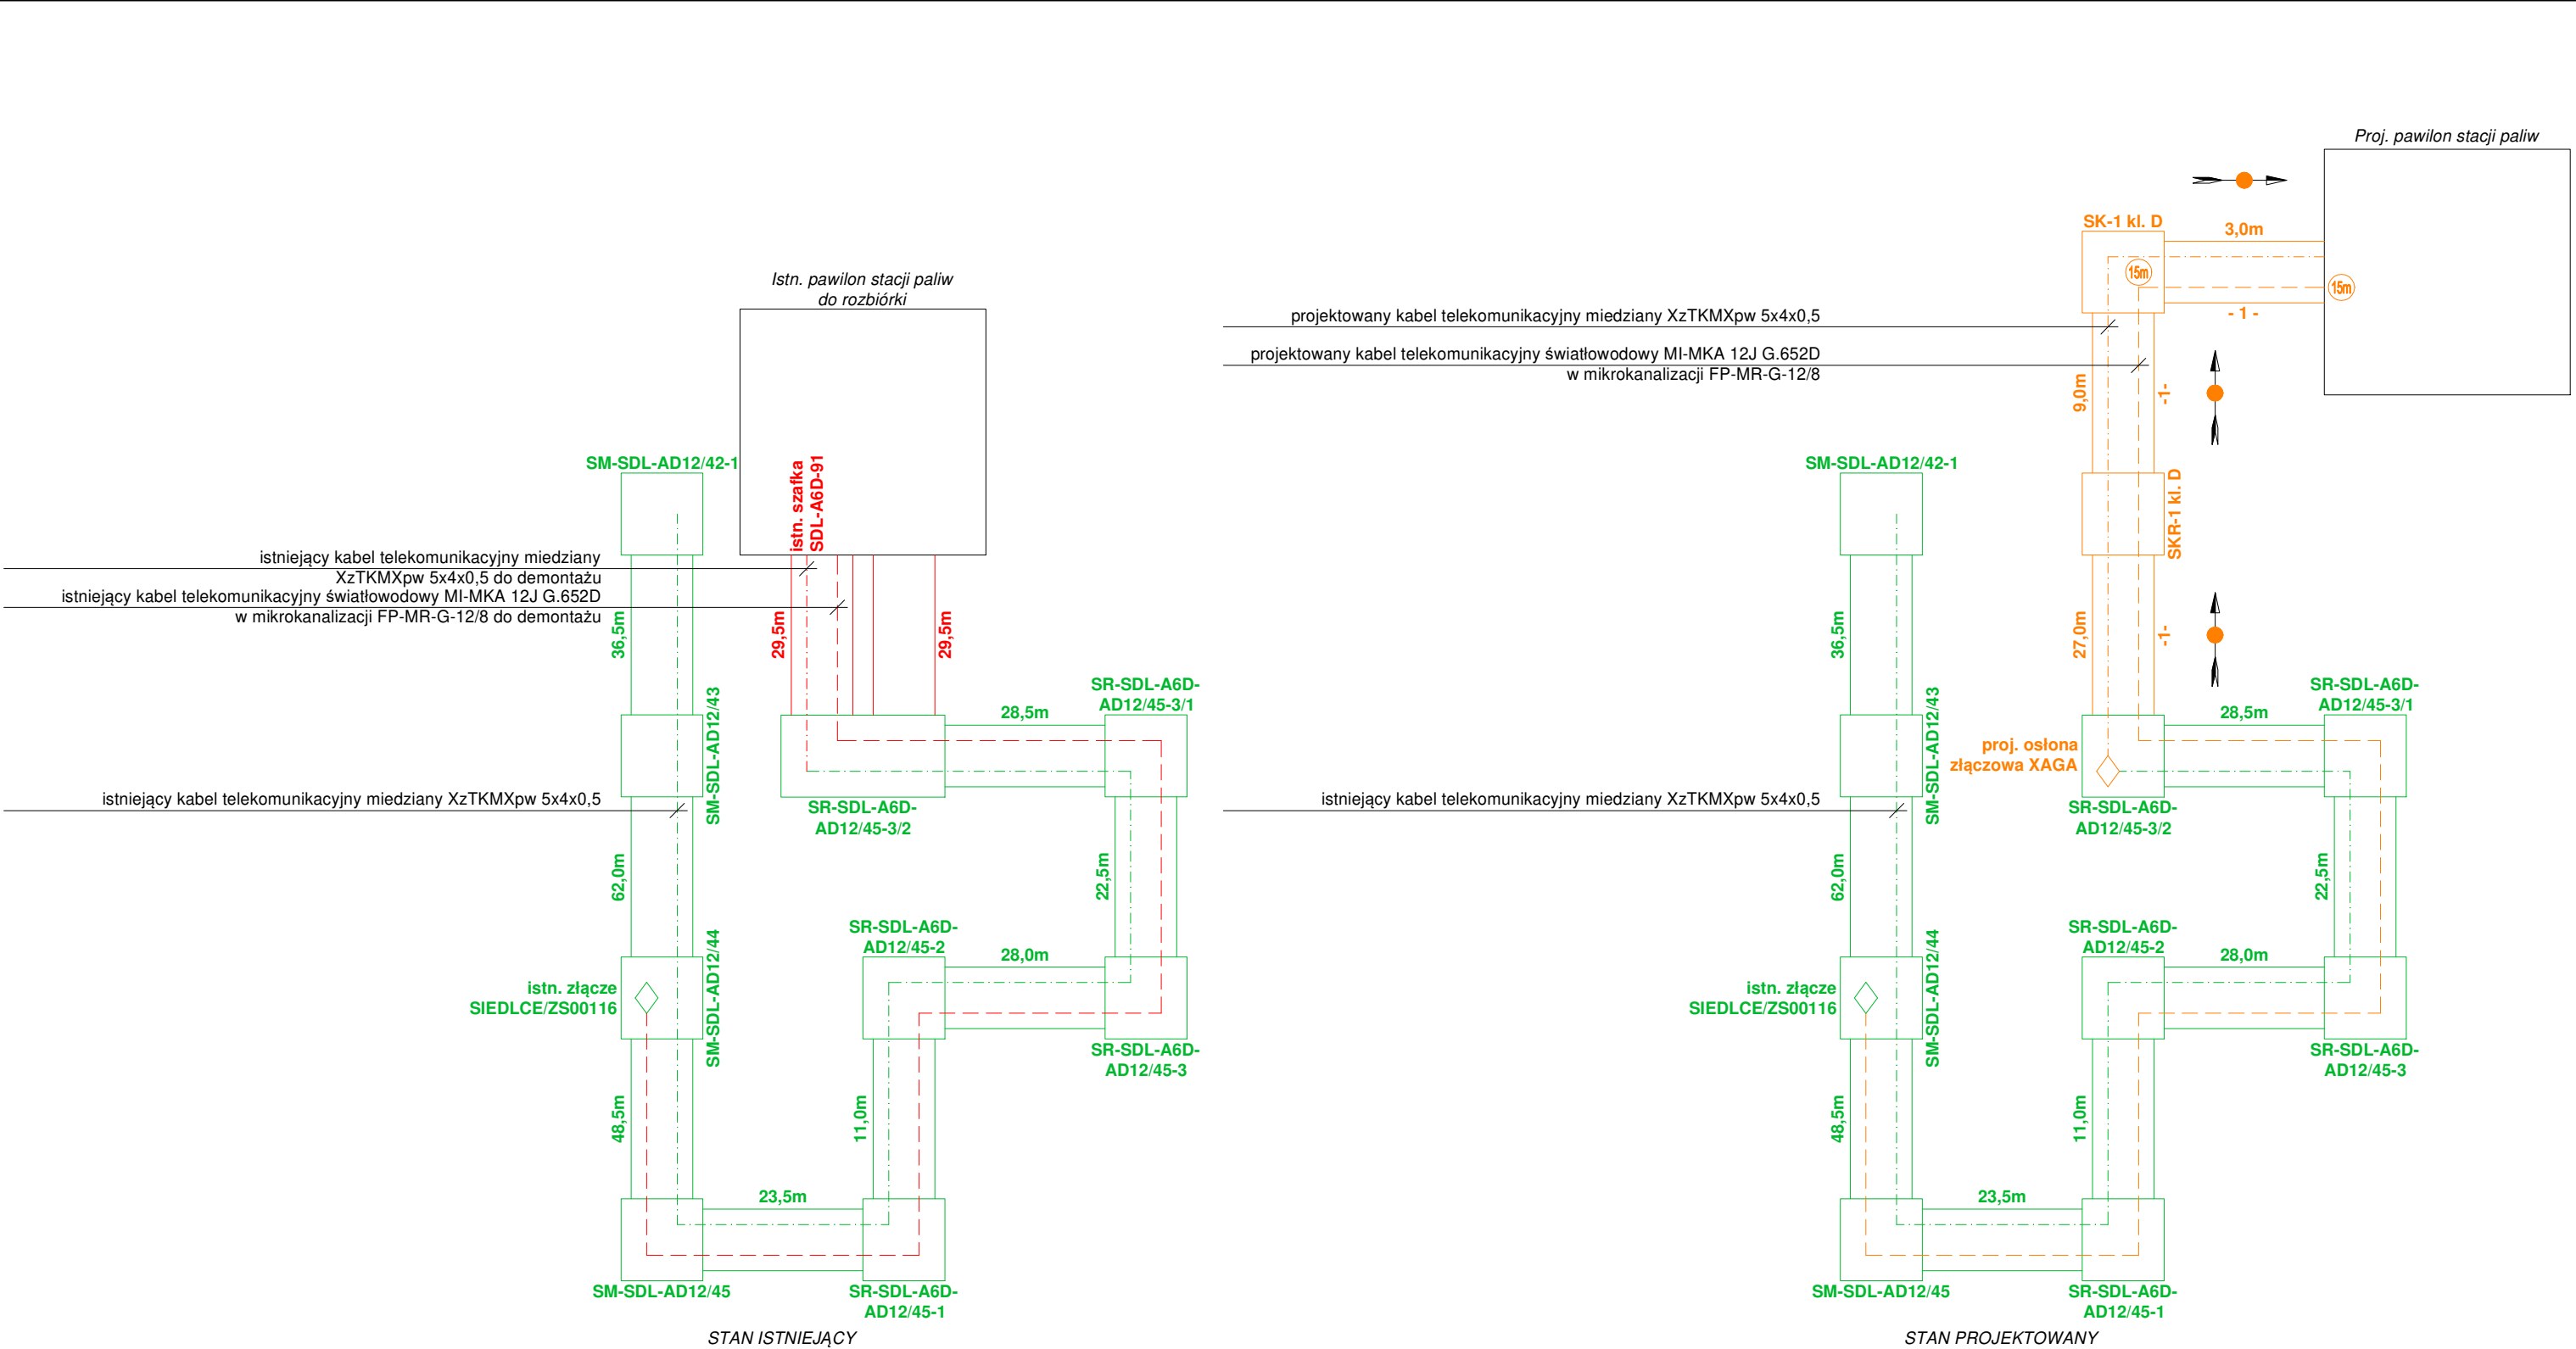 Istn. pawilon stacji paliw
do rozbiórki
istn. szafka
SDL-A6D-91
SM-SDL-AD12/42-1
istniejący kabel telekomunikacyjny miedziany
XzTKMXpw 5x4x0,5 do demontażu
istniejący kabel telekomunikacyjny światłowodowy MI-MKA 12J G.652D
w mikrokanalizacji FP-MR-G-12/8 do demontażu
36,5m
29,5m
29,5m
SM-SDL-AD12/43
28,5m
SR-SDL-A6D-
AD12/45-3/1
SR-SDL-A6D-
AD12/45-3/2
istniejący kabel telekomunikacyjny miedziany XzTKMXpw 5x4x0,5
62,0m
22,5m
SM-SDL-AD12/44
SR-SDL-A6D-
AD12/45-2
28,0m
istn. złącze
SIEDLCE/ZS00116
SR-SDL-A6D-
AD12/45-3
48,5m
11,0m
23,5m
SM-SDL-AD12/45
SR-SDL-A6D-
AD12/45-1
STAN ISTNIEJĄCY
Proj. pawilon stacji paliw
SK-1 kl. D
3,0m
15m
15m
- 1 -
projektowany kabel telekomunikacyjny miedziany XzTKMXpw 5x4x0,5
projektowany kabel telekomunikacyjny światłowodowy MI-MKA 12J G.652D
w mikrokanalizacji FP-MR-G-12/8
9,0m
-1-
SM-SDL-AD12/42-1
SKR-1 kl. D
36,5m
27,0m
-1-
SM-SDL-AD12/43
proj. osłona
złączowa XAGA
28,5m
SR-SDL-A6D-
AD12/45-3/1
SR-SDL-A6D-
AD12/45-3/2
istniejący kabel telekomunikacyjny miedziany XzTKMXpw 5x4x0,5
62,0m
22,5m
SM-SDL-AD12/44
SR-SDL-A6D-
AD12/45-2
28,0m
istn. złącze
SIEDLCE/ZS00116
SR-SDL-A6D-
AD12/45-3
48,5m
11,0m
23,5m
SM-SDL-AD12/45
SR-SDL-A6D-
AD12/45-1
STAN PROJEKTOWANY